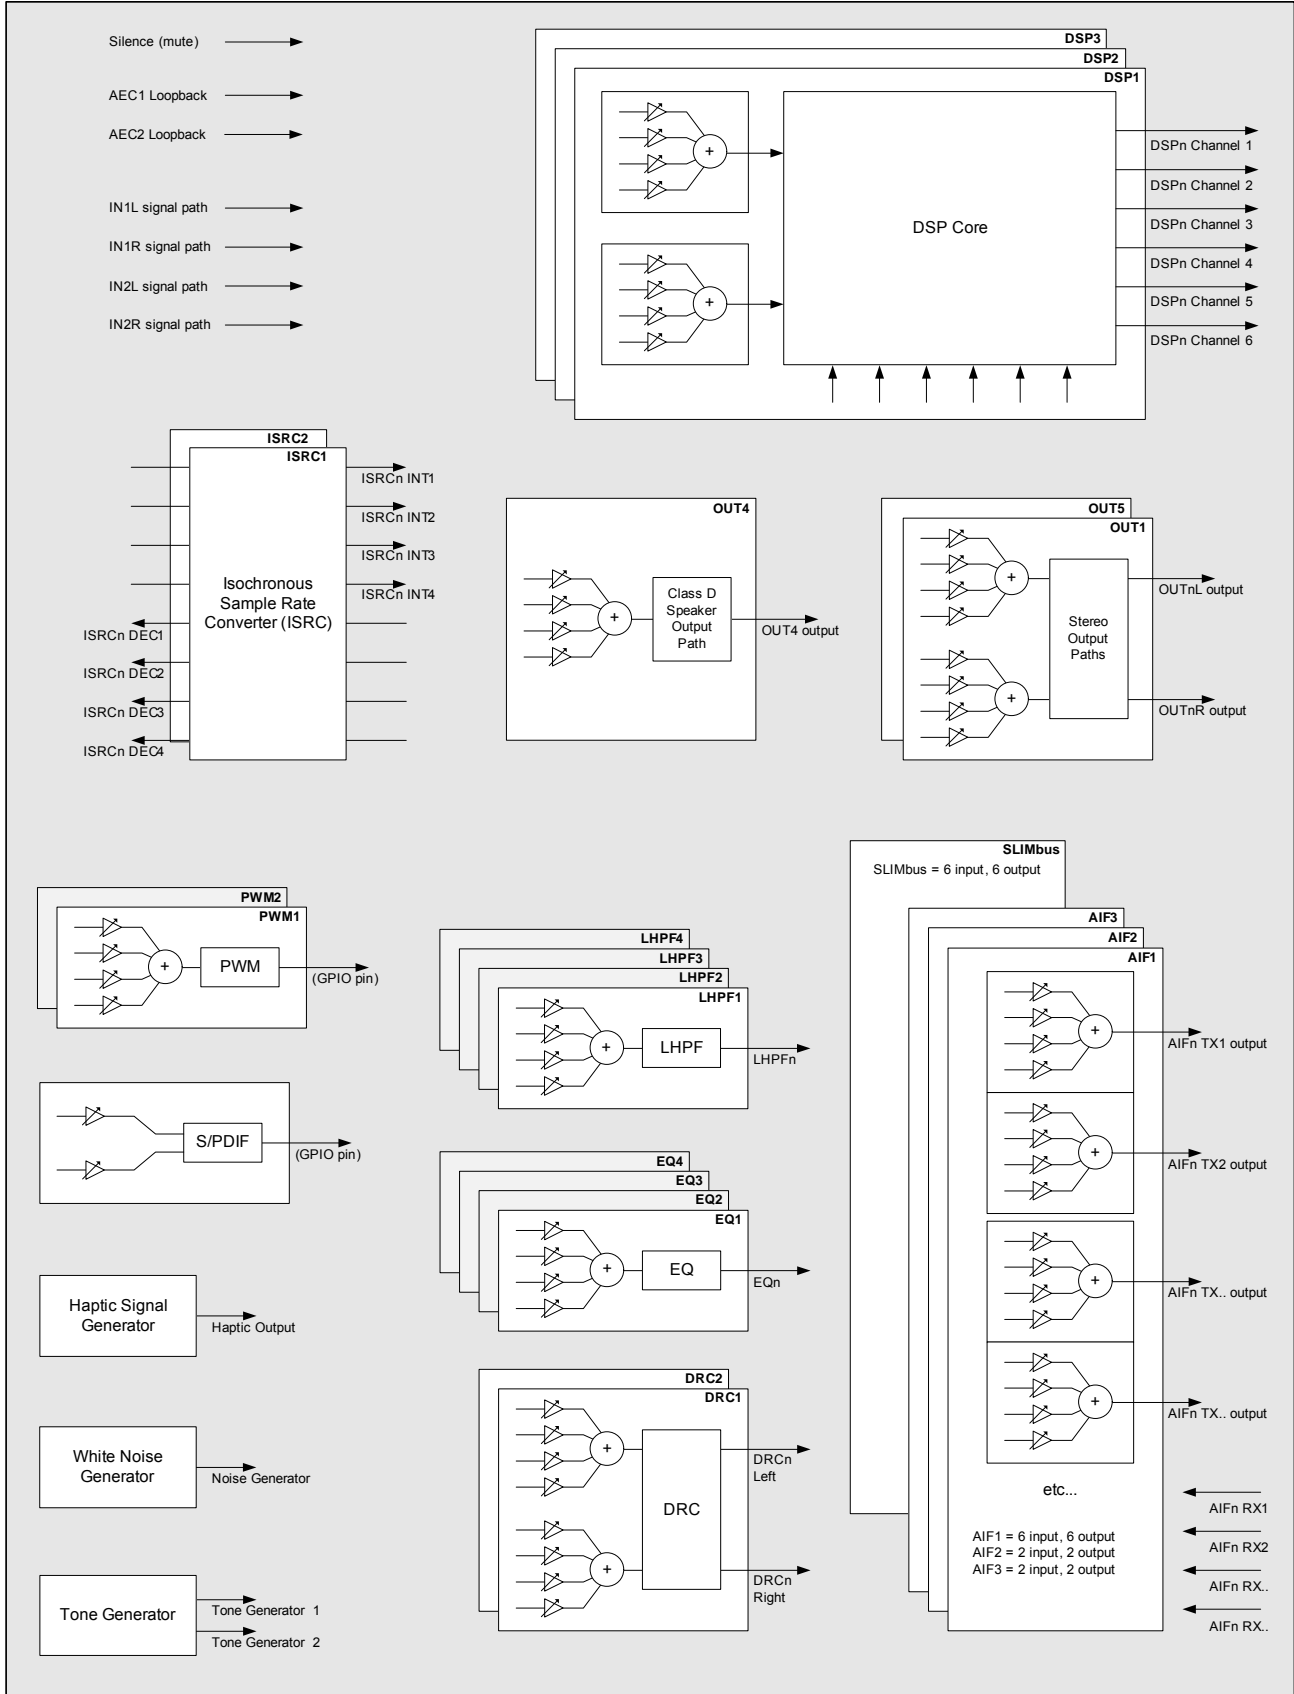 Silence (mute)
AEC1 Loopback
AEC2 Loopback
IN1L signal path
IN1R signal path
IN2L signal path
IN2R signal path
DSP3
DSP2
DSP1
+
+
DSP Core
DSPn Channel 1
DSPn Channel 2
DSPn Channel 3
DSPn Channel 4
DSPn Channel 5
DSPn Channel 6
ISRC2
ISRC1
Isochronous
Sample Rate
Converter (ISRC)
ISRCn INT1
ISRCn INT2
ISRCn INT3
ISRCn INT4
ISRCn DEC1
ISRCn DEC2
ISRCn DEC3
ISRCn DEC4
OUT4
+
Class D
Speaker
Output
Path
OUT4 output
OUT5
OUT1
+
+
Stereo
Output
Paths
OUTnL output
OUTnR output
PWM2
PWM1
+
PWM
(GPIO pin)
S/PDIF
(GPIO pin)
Haptic Signal
Generator
Haptic Output
White Noise
Generator
Noise Generator
Tone Generator
Tone Generator 1
Tone Generator 2
LHPF4
LHPF3
LHPF2
LHPF1
+
LHPF
LHPFn
EQ4
EQ3
EQ2
EQ1
+
EQ
EQn
DRC2
DRC1
+
+
DRC
DRCn
Left
DRCn
Right
SLIMbus
SLIMbus = 6 input, 6 output
AIF3
AIF2
AIF1
+
AIFn TX1 output
+
AIFn TX2 output
+
AIFn TX.. output
+
AIFn TX.. output
etc...
AIF1 = 6 input, 6 output
AIF2 = 2 input, 2 output
AIF3 = 2 input, 2 output
AIFn RX1
AIFn RX2
AIFn RX..
AIFn RX..